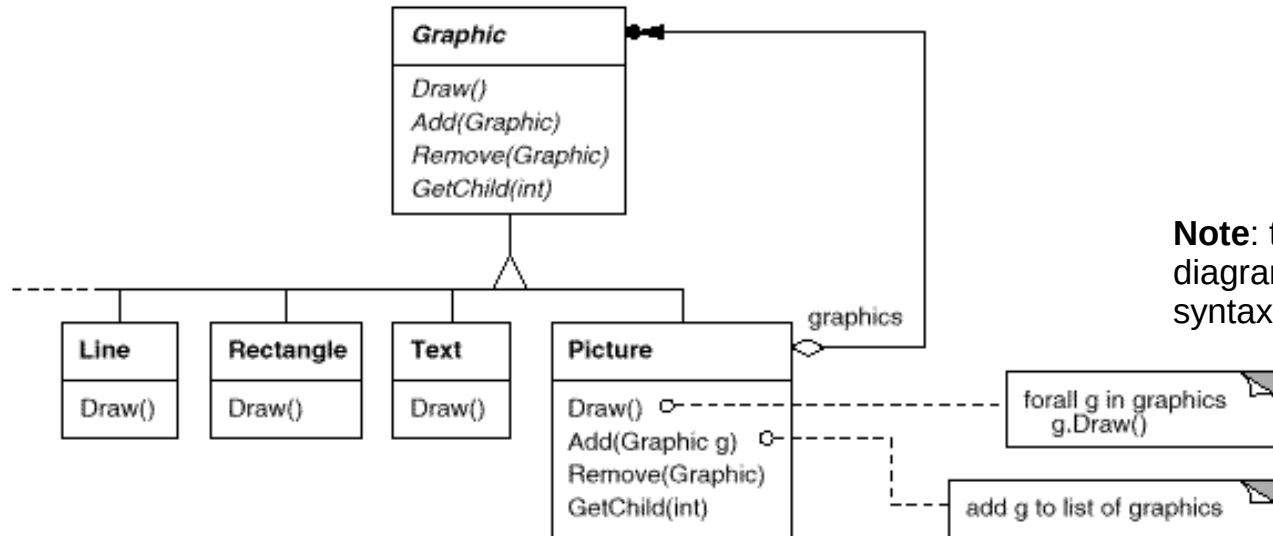 Graphic
Draw()
Add(Graphic)
Remove(Graphic)
GetChild(int)
Note: t
diagram
syntax
graphics
Line
Draw()
Rectangle
Draw()
Text
Draw()
Picture
Draw()
Add(Graphic g)
Remove(Graphic)
GetChild(int)
forall g in graphics
g.Draw()
add g to list of graphics